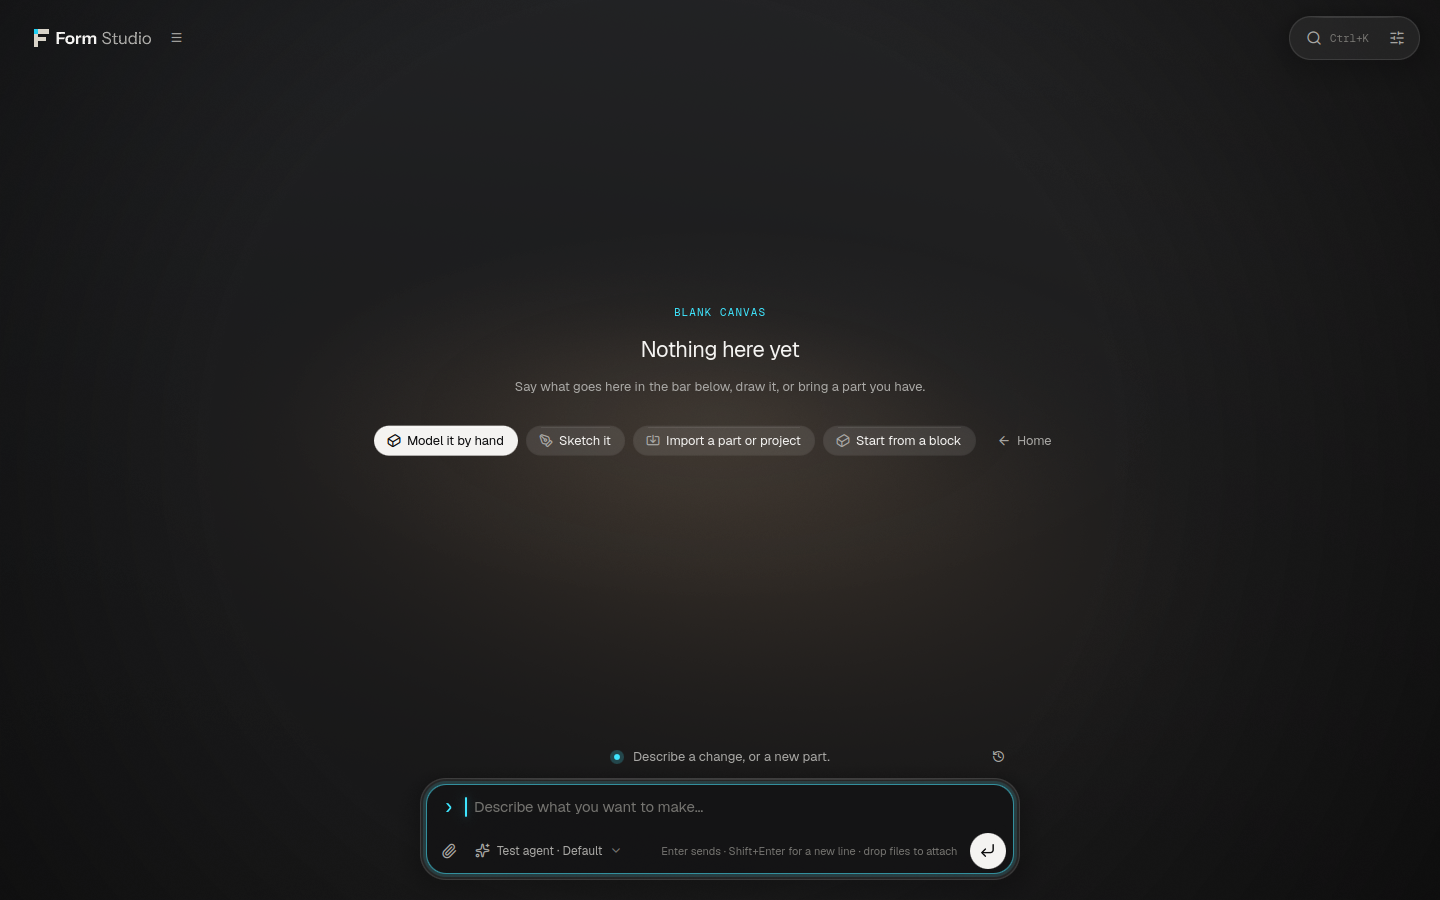 Form Studio
Ctrl+K
BLANK CANVAS
Nothing here yet
Say what goes here in the bar below, draw it, or bring a part you have.
Model it by hand
Sketch it
Import a part or project
Start from a block
Home
Describe a change, or a new part.
Describe what you want to make...
Test agent · Default
Enter sends · Shift+Enter for a new line · drop files to attach